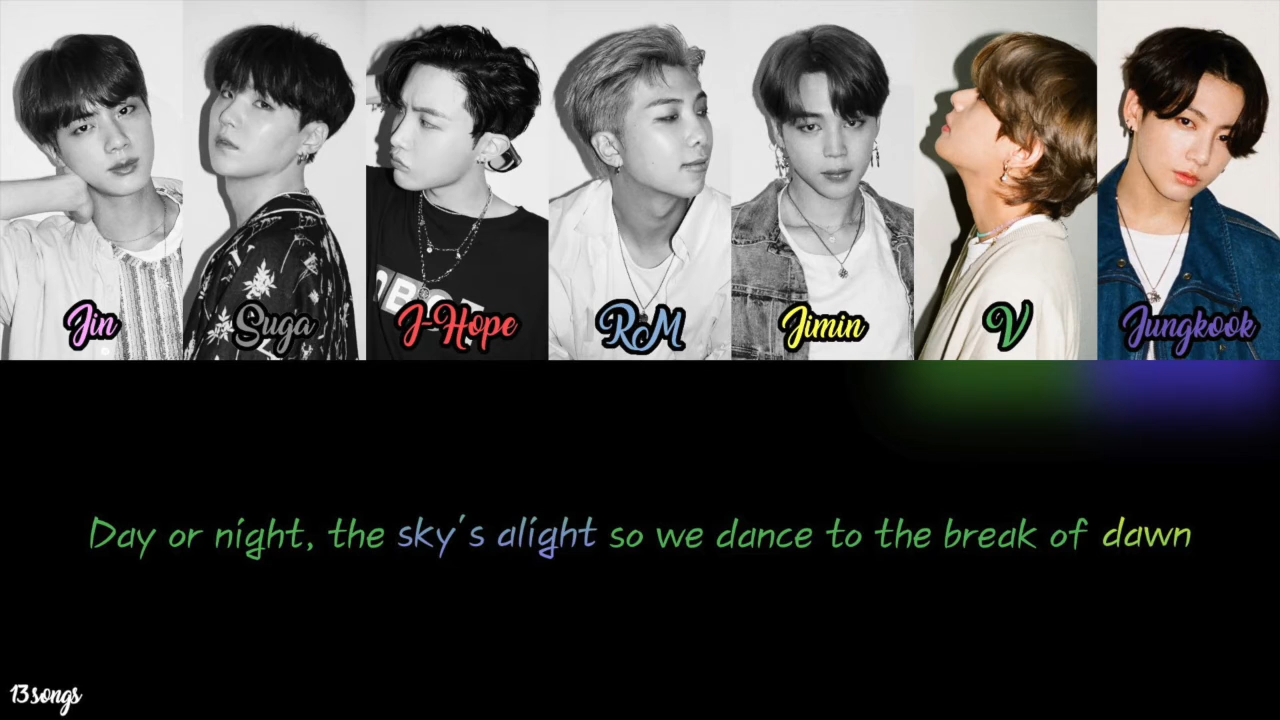 Jin
Suga
J-Hope
RM
Jimin
V
Jungkook
Day or night, the sky's alight so we dance to the break of dawn
13songs